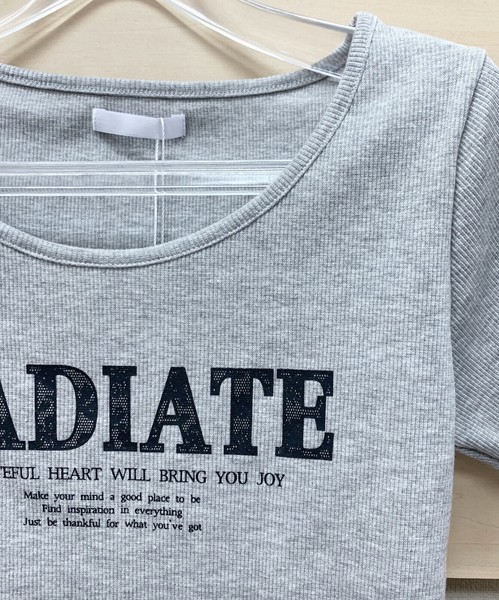 ADIATE
TEFUL HEART WILL BRING YOU JOY
Make your mind a good place to be
Find inspiration in everything
Just be thankful for what you've got